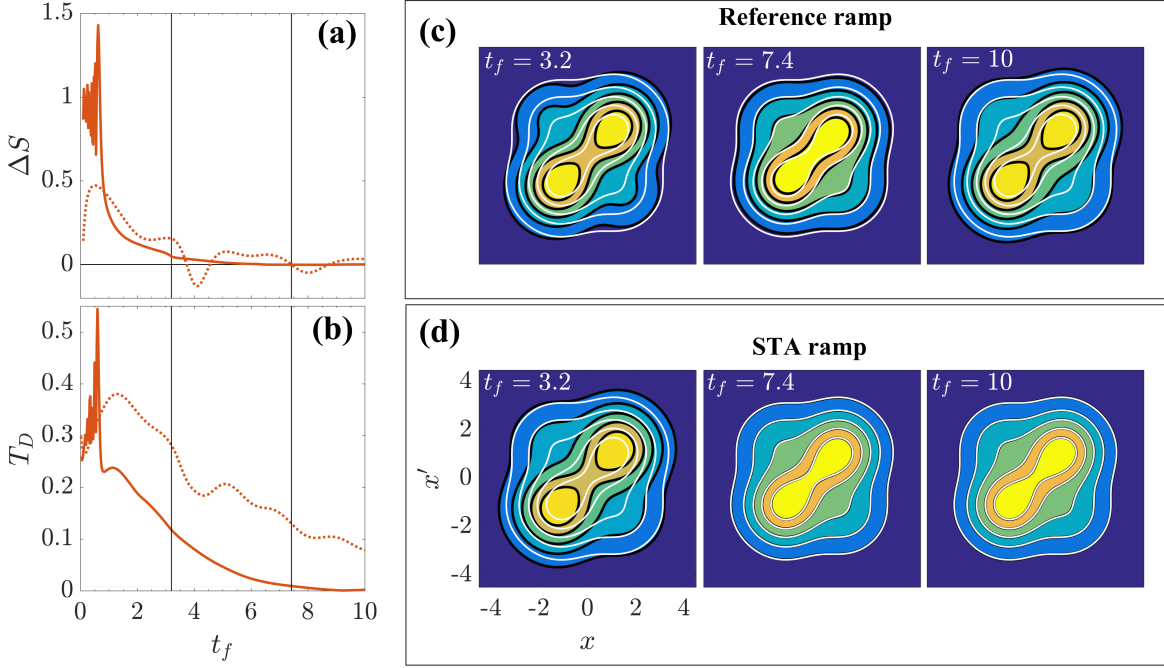 (a)
1.5
1
0.5
0
ΔS
(b)
0.5
0.4
0.3
0.2
0.1
0
T_D
0 2 4 6 8 10
t_f
(c)
Reference ramp
t_f = 3.2
t_f = 7.4
t_f = 10
(d)
STA ramp
t_f = 3.2
t_f = 7.4
t_f = 10
4
2
0
-2
-4
x′
-4 -2 0 2 4
x